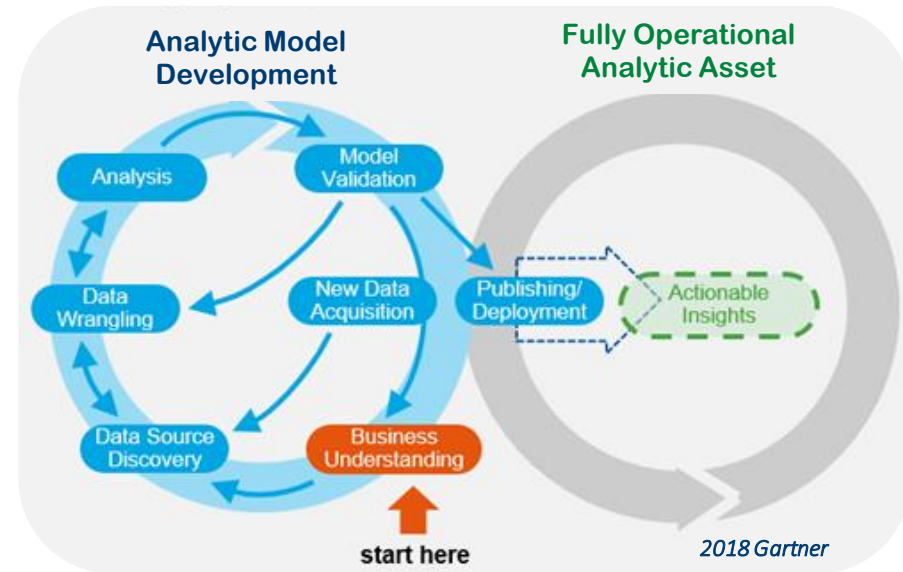 Analytic Model
Development
Fully Operational
Analytic Asset
Analysis
Model
Validation
Data
Wrangling
New Data
Acquisition
Publishing/
Deployment
Actionable
Insights
Data Source
Discovery
Business
Understanding
start here
2018 Gartner